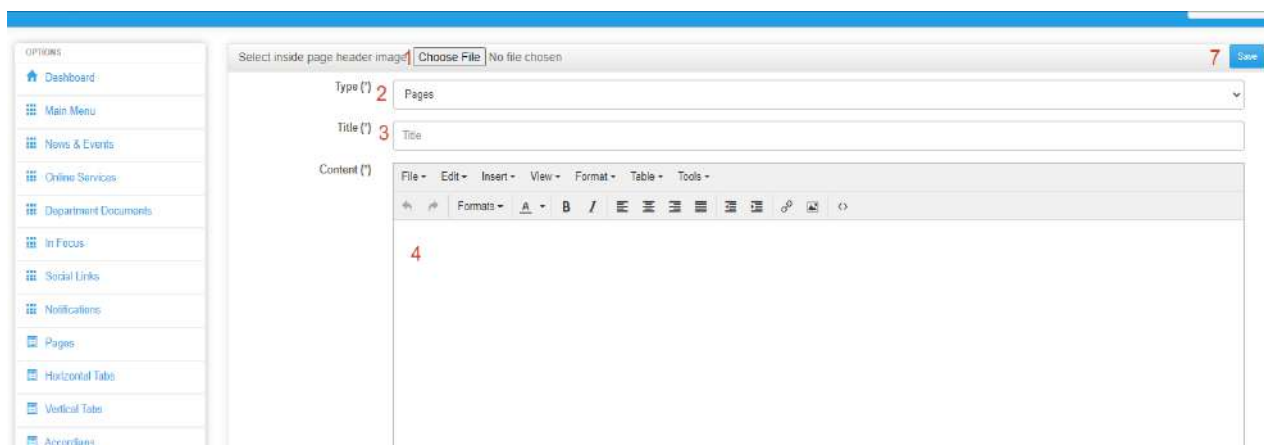 OPTIONS
Dashboard
Main Menu
News & Events
Online Services
Department Documents
In Focus
Social Links
Notifications
Pages
Horizontal Tabs
Vertical Tabs
Accordians
Select inside page header image 1 Choose File No file chosen
7 Save
Type (*) 2 Pages
Title (*) 3 Title
Content (*)
File Edit Insert View Format Table Tools
Formats A B I
4